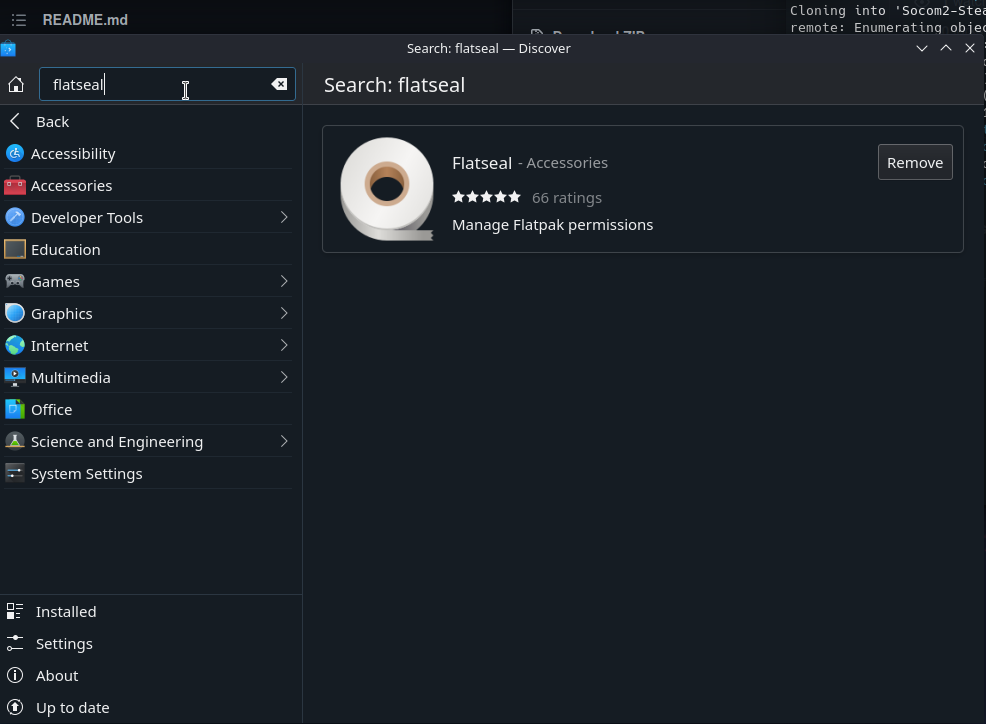 README.md
Cloning into 'Socom2-Stea
remote: Enumerating objec
Search: flatseal — Discover
flatseal
Search: flatseal
Back
Accessibility
Accessories
Developer Tools
Education
Games
Graphics
Internet
Multimedia
Office
Science and Engineering
System Settings
Installed
Settings
About
Up to date
Flatseal - Accessories
Remove
66 ratings
Manage Flatpak permissions